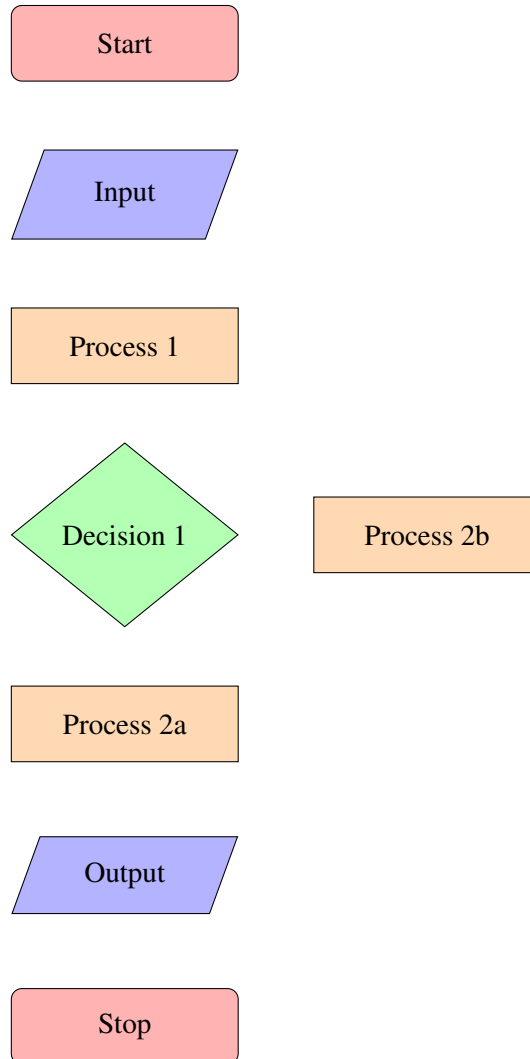 Start
Input
Process 1
Decision 1
Process 2b
Process 2a
Output
Stop